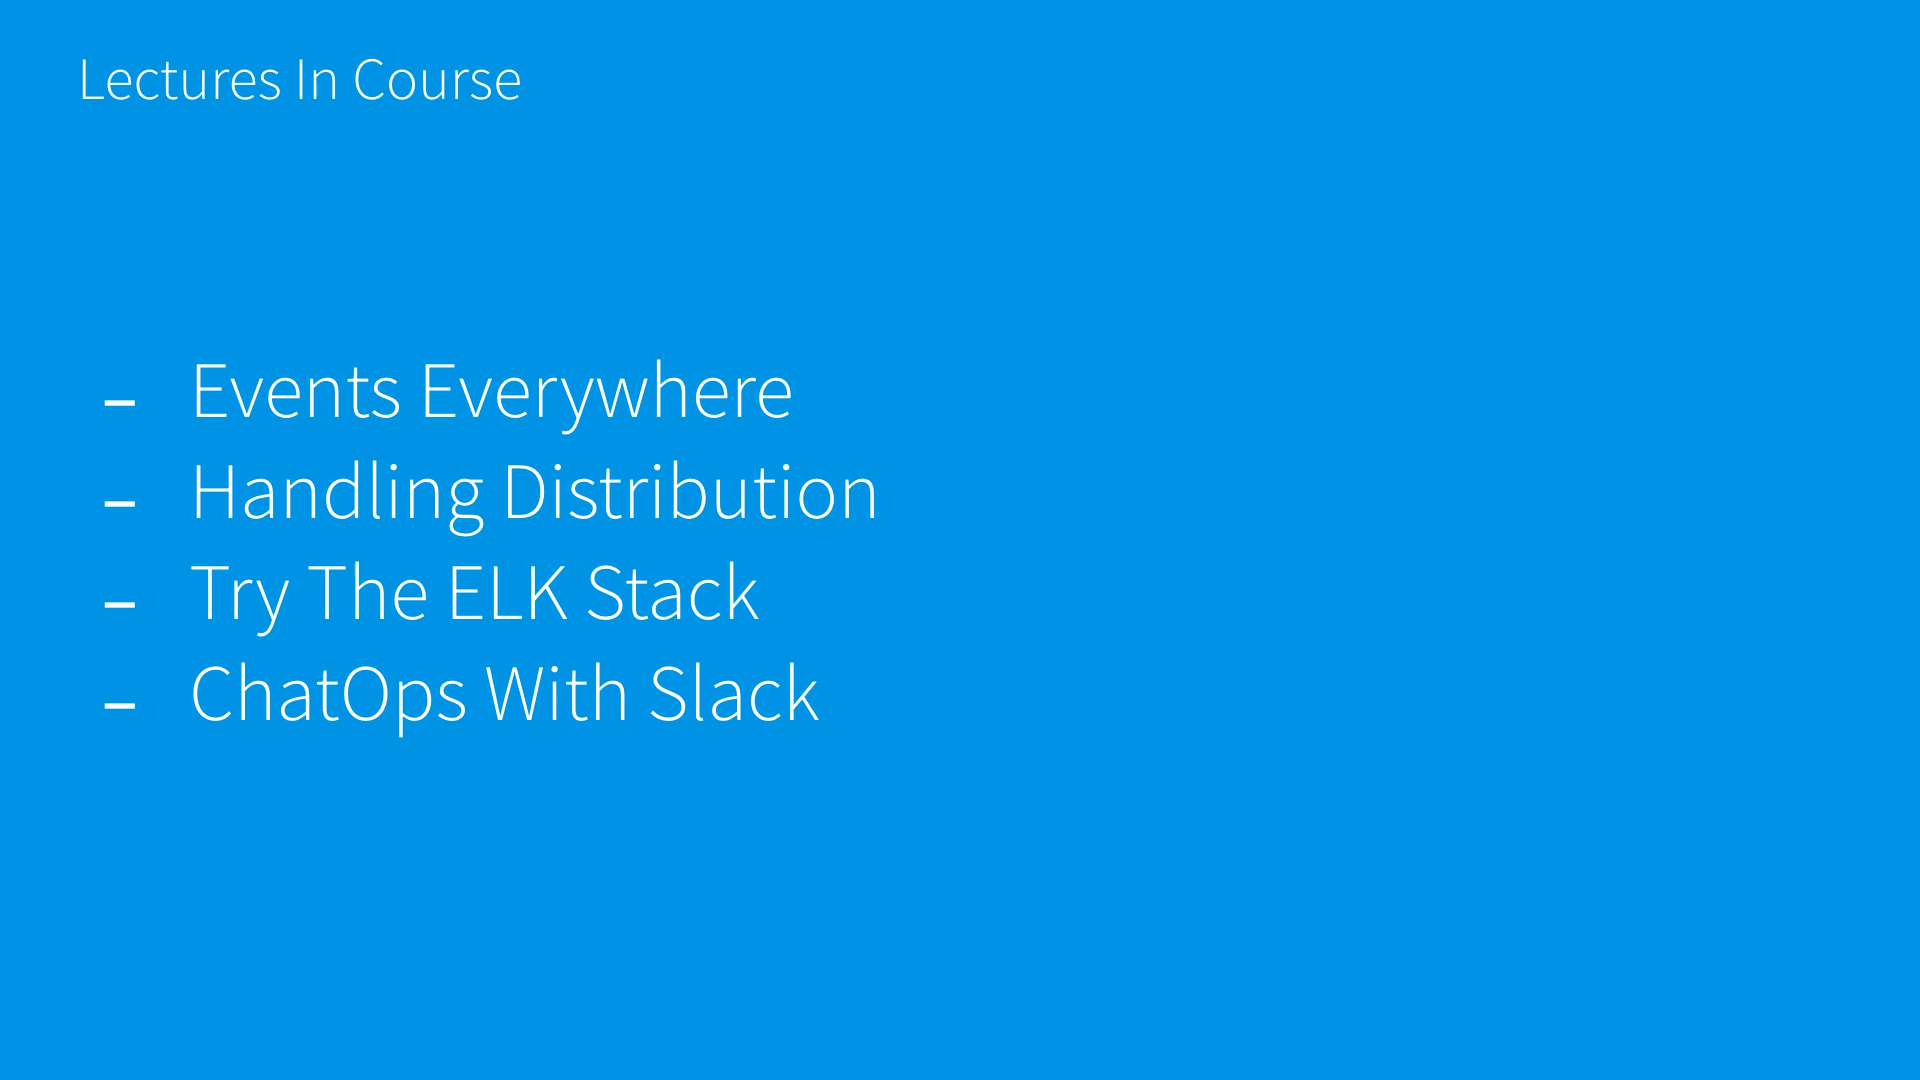 Lectures In Course
– Events Everywhere
– Handling Distribution
– Try The ELK Stack
– ChatOps With Slack